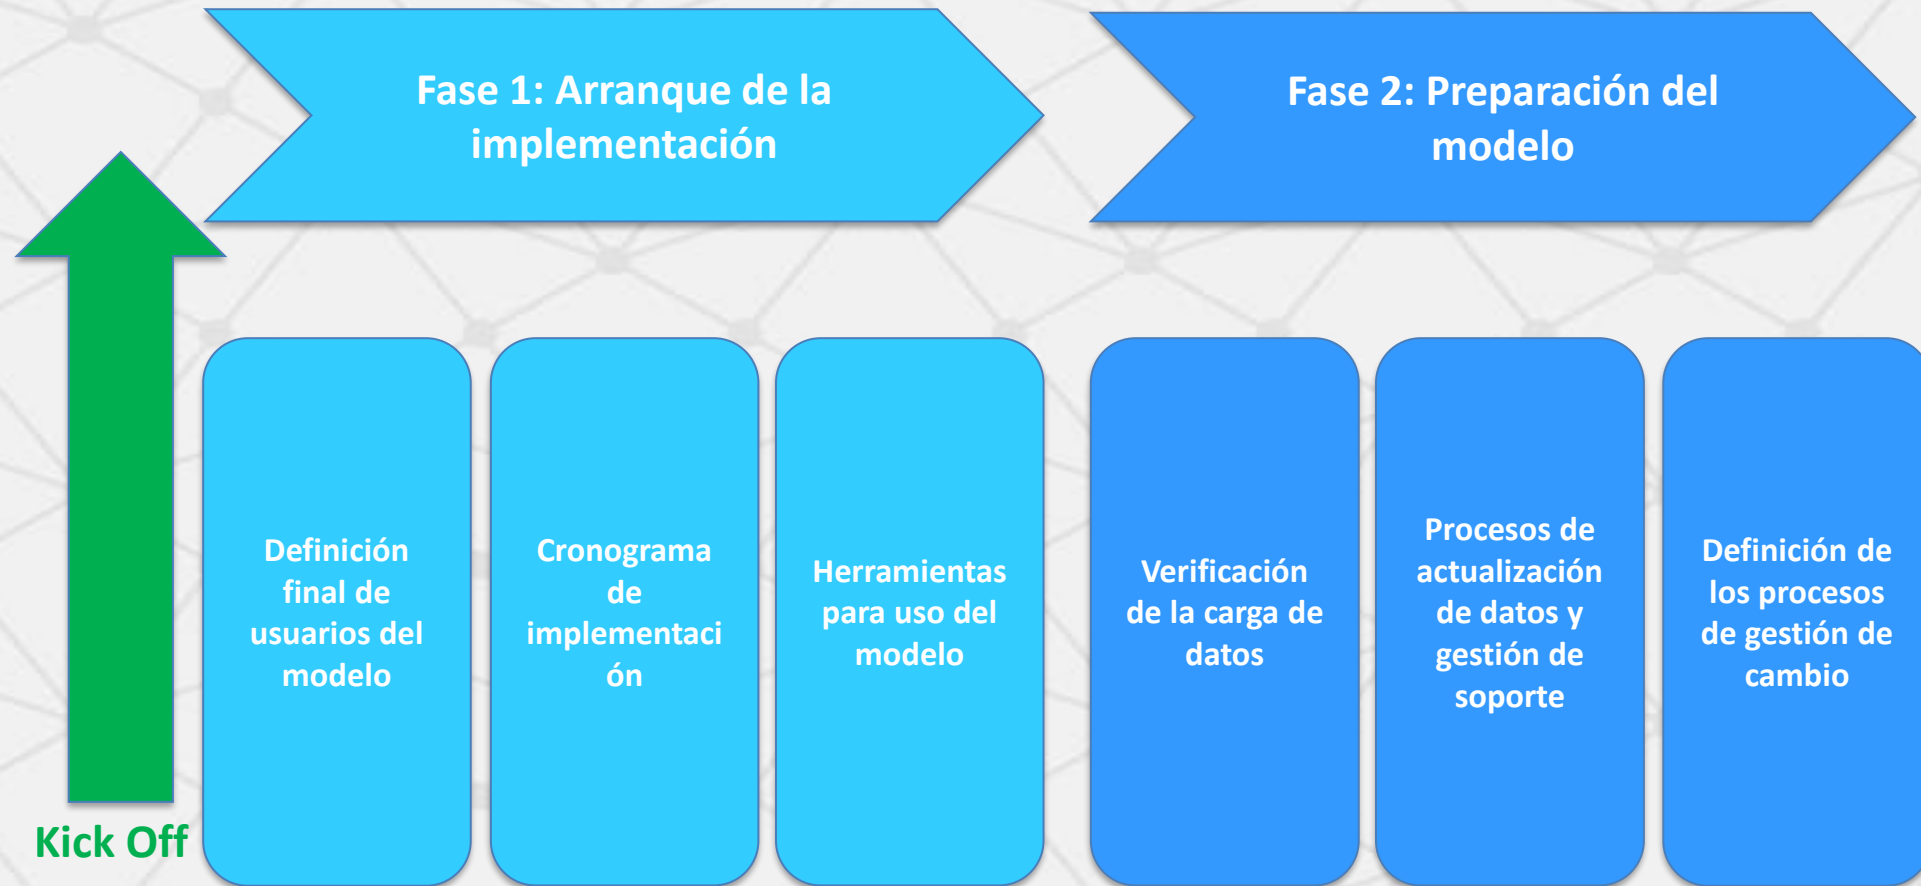 Fase 1: Arranque de la
implementación
Fase 2: Preparación del
modelo
Definición
final de
usuarios del
modelo
Cronograma
de
implementaci
ón
Herramientas
para uso del
modelo
Verificación
de la carga de
datos
Procesos de
actualización
de datos y
gestión de
soporte
Definición de
los procesos
de gestión de
cambio
Kick Off